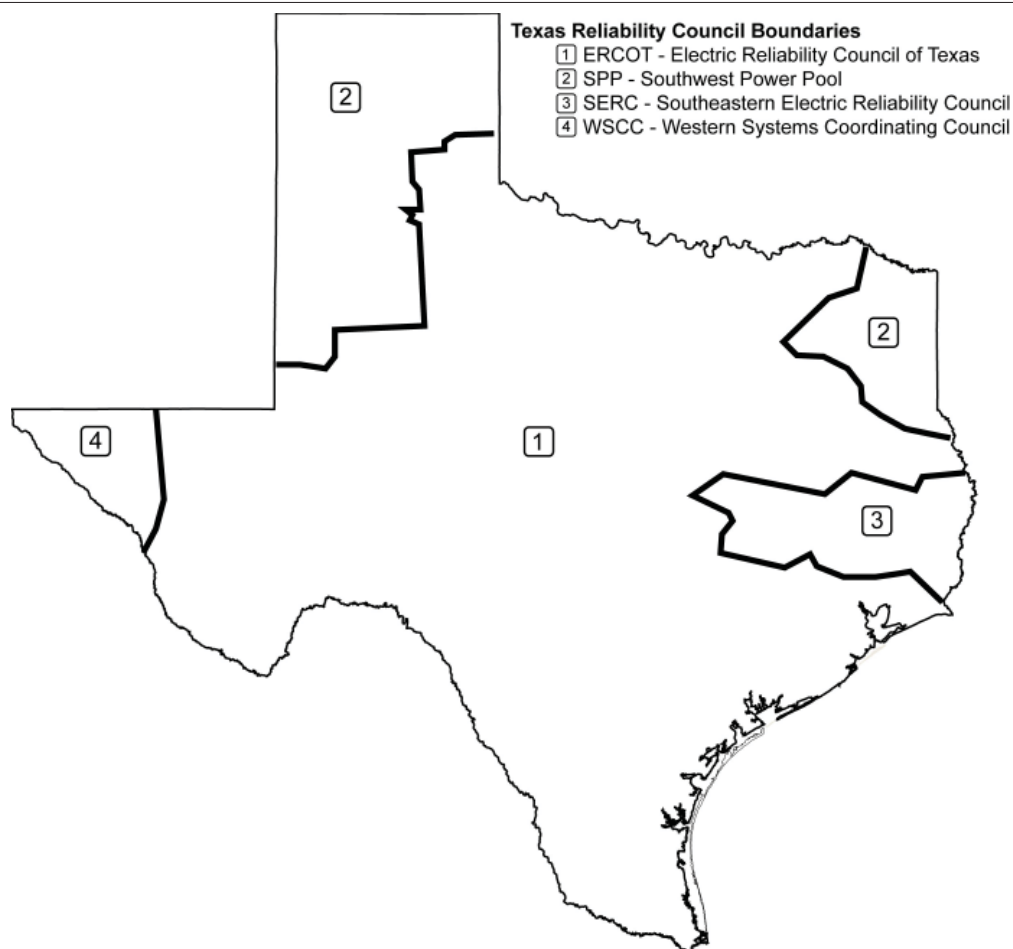 Texas Reliability Council Boundaries
1 ERCOT - Electric Reliability Council of Texas
2 SPP - Southwest Power Pool
3 SERC - Southeastern Electric Reliability Council
4 WSCC - Western Systems Coordinating Council
2
2
4
1
3